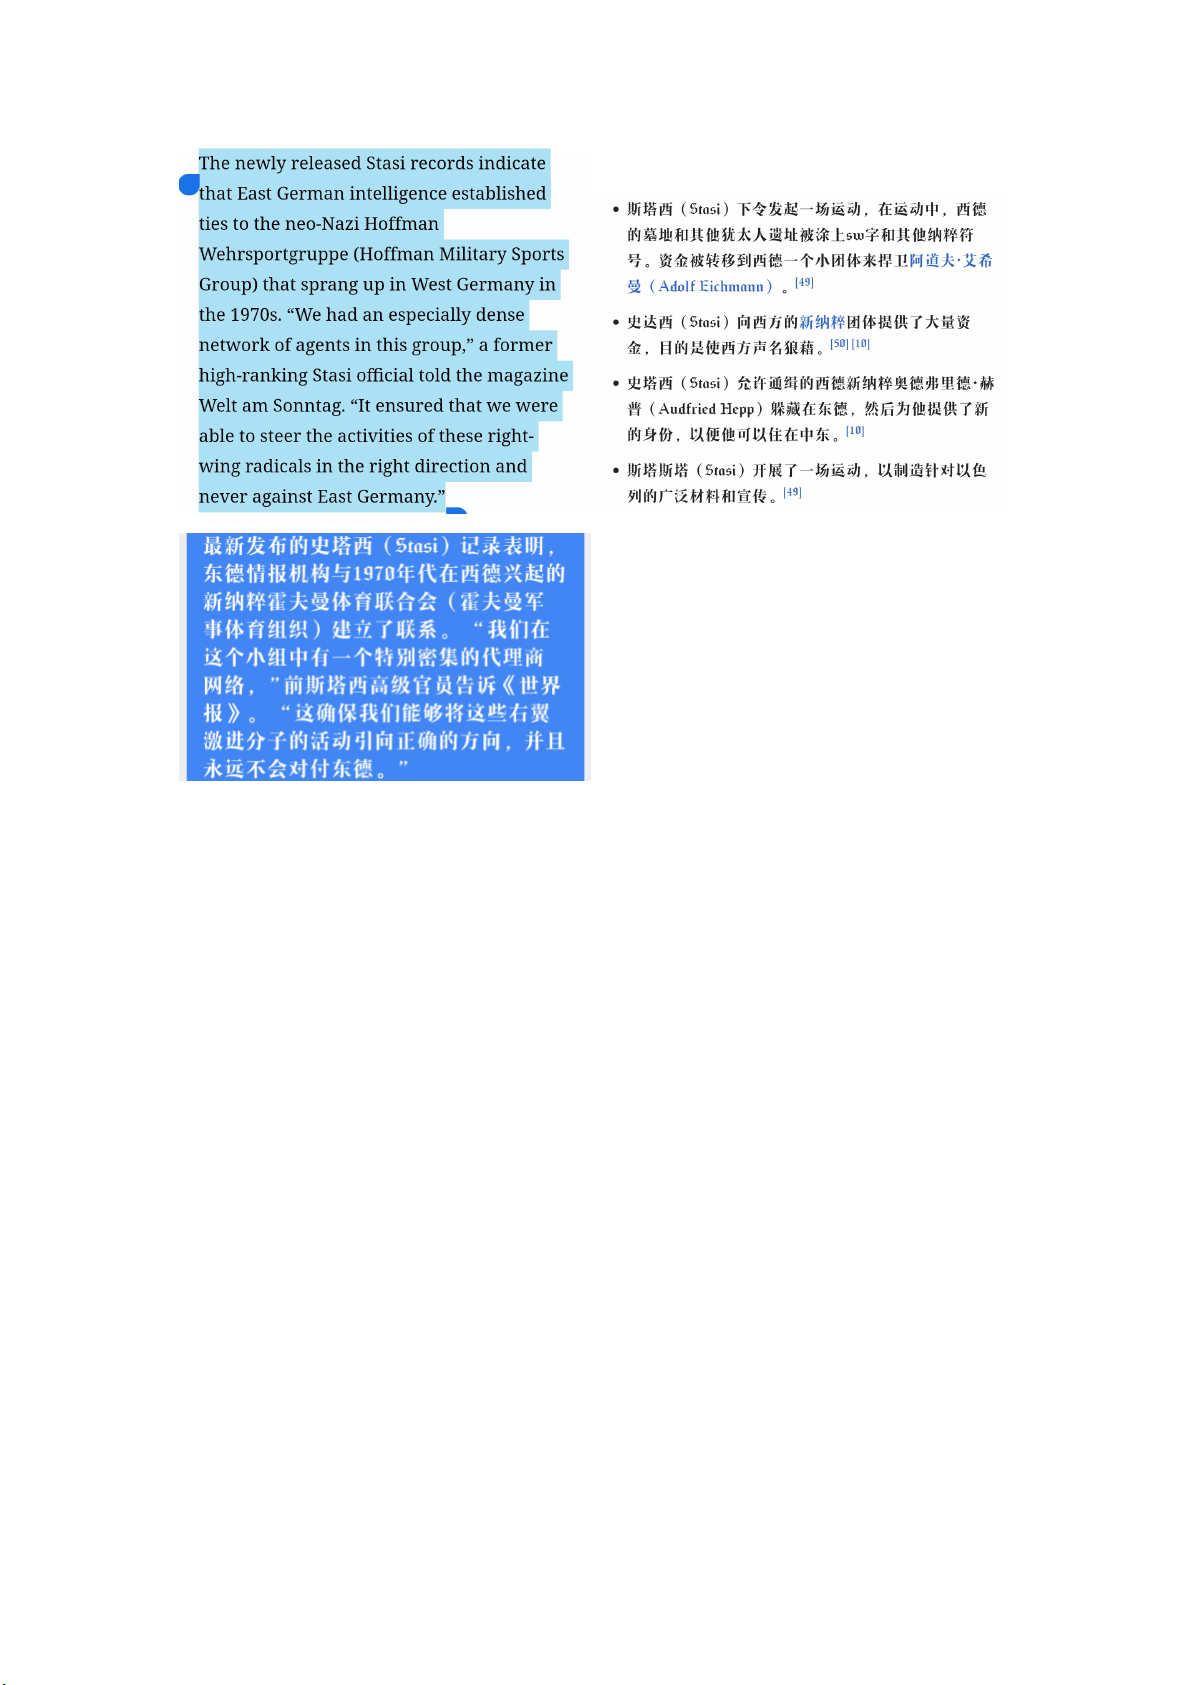 The newly released Stasi records indicate
that East German intelligence established
ties to the neo-Nazi Hoffman
Wehrsportgruppe (Hoffman Military Sports
Group) that sprang up in West Germany in
the 1970s. “We had an especially dense
network of agents in this group,” a former
high-ranking Stasi official told the magazine
Welt am Sonntag. “It ensured that we were
able to steer the activities of these right-
wing radicals in the right direction and
never against East Germany.”
• 斯塔西（Stasi）下令发起一场运动，在运动中，西德
的墓地和其他犹太人遗址被涂上sw字和其他纳粹符
号。资金被转移到西德一个小团体来捍卫阿道夫·艾希
曼（Adolf Eichmann）。[49]
• 史达西（Stasi）向西方的新纳粹团体提供了大量资
金，目的是使西方声名狼藉。[50][10]
• 史塔西（Stasi）允许通缉的西德新纳粹奥德弗里德·赫
普（Audfried Hepp）躲藏在东德，然后为他提供了新
的身份，以便他可以住在中东。[10]
• 斯塔斯塔（Stasi）开展了一场运动，以制造针对以色
列的广泛材料和宣传。[49]
最新发布的史塔西（Stasi）记录表明，
东德情报机构与1970年代在西德兴起的
新纳粹霍夫曼体育联合会（霍夫曼军
事体育组织）建立了联系。 “我们在
这个小组中有一个特别密集的代理商
网络，”前斯塔西高级官员告诉《世界
报》。 “这确保我们能够将这些右翼
激进分子的活动引向正确的方向，并且
永远不会对付东德。”